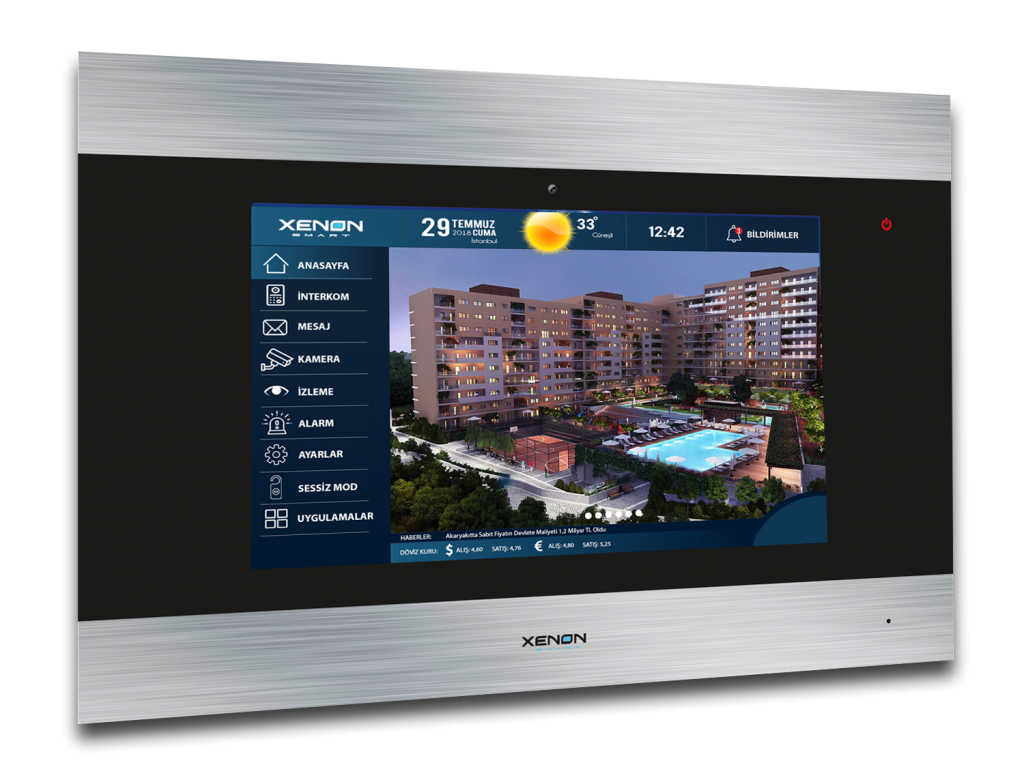 XENON
SMART
29 TEMMUZ
2018 CUMA
İstanbul
33°
Güneşli
12:42
3
BİLDİRİMLER
ANASAYFA
İNTERKOM
MESAJ
KAMERA
İZLEME
ALARM
AYARLAR
SESSİZ MOD
UYGULAMALAR
HABERLER: Akaryakıtta Sabit Fiyatın Devlete Maliyeti 1,2 Milyar TL Oldu
DÖVİZ KURU: $ ALIŞ: 4,60 SATIŞ: 4,76 € ALIŞ: 4,80 SATIŞ: 5,25
XENON